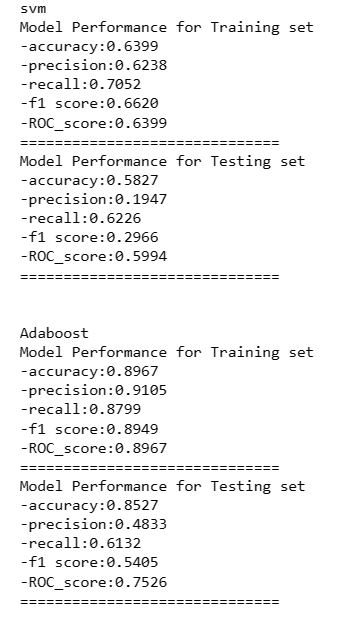 svm
Model Performance for Training set
-accuracy:0.6399
-precision:0.6238
-recall:0.7052
-f1 score:0.6620
-ROC_score:0.6399
==============================
Model Performance for Testing set
-accuracy:0.5827
-precision:0.1947
-recall:0.6226
-f1 score:0.2966
-ROC_score:0.5994
==============================
Adaboost
Model Performance for Training set
-accuracy:0.8967
-precision:0.9105
-recall:0.8799
-f1 score:0.8949
-ROC_score:0.8967
==============================
Model Performance for Testing set
-accuracy:0.8527
-precision:0.4833
-recall:0.6132
-f1 score:0.5405
-ROC_score:0.7526
==============================